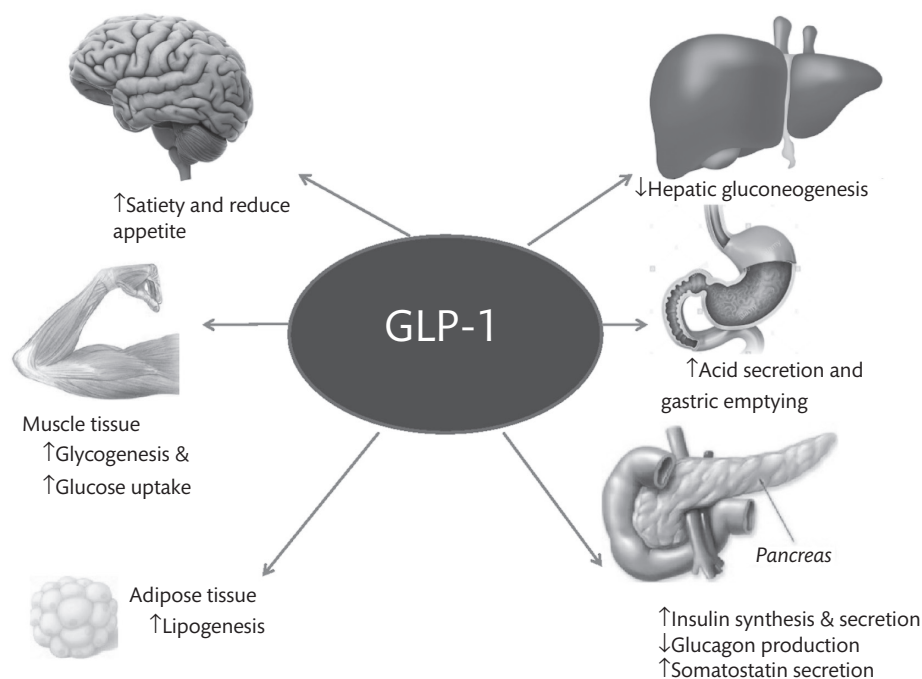 ↑Satiety and reduce
appetite
↓Hepatic gluconeogenesis
GLP-1
↑Acid secretion and
gastric emptying
Muscle tissue
↑Glycogenesis &
↑Glucose uptake
Pancreas
Adipose tissue
↑Lipogenesis
↑Insulin synthesis & secretion
↓Glucagon production
↑Somatostatin secretion